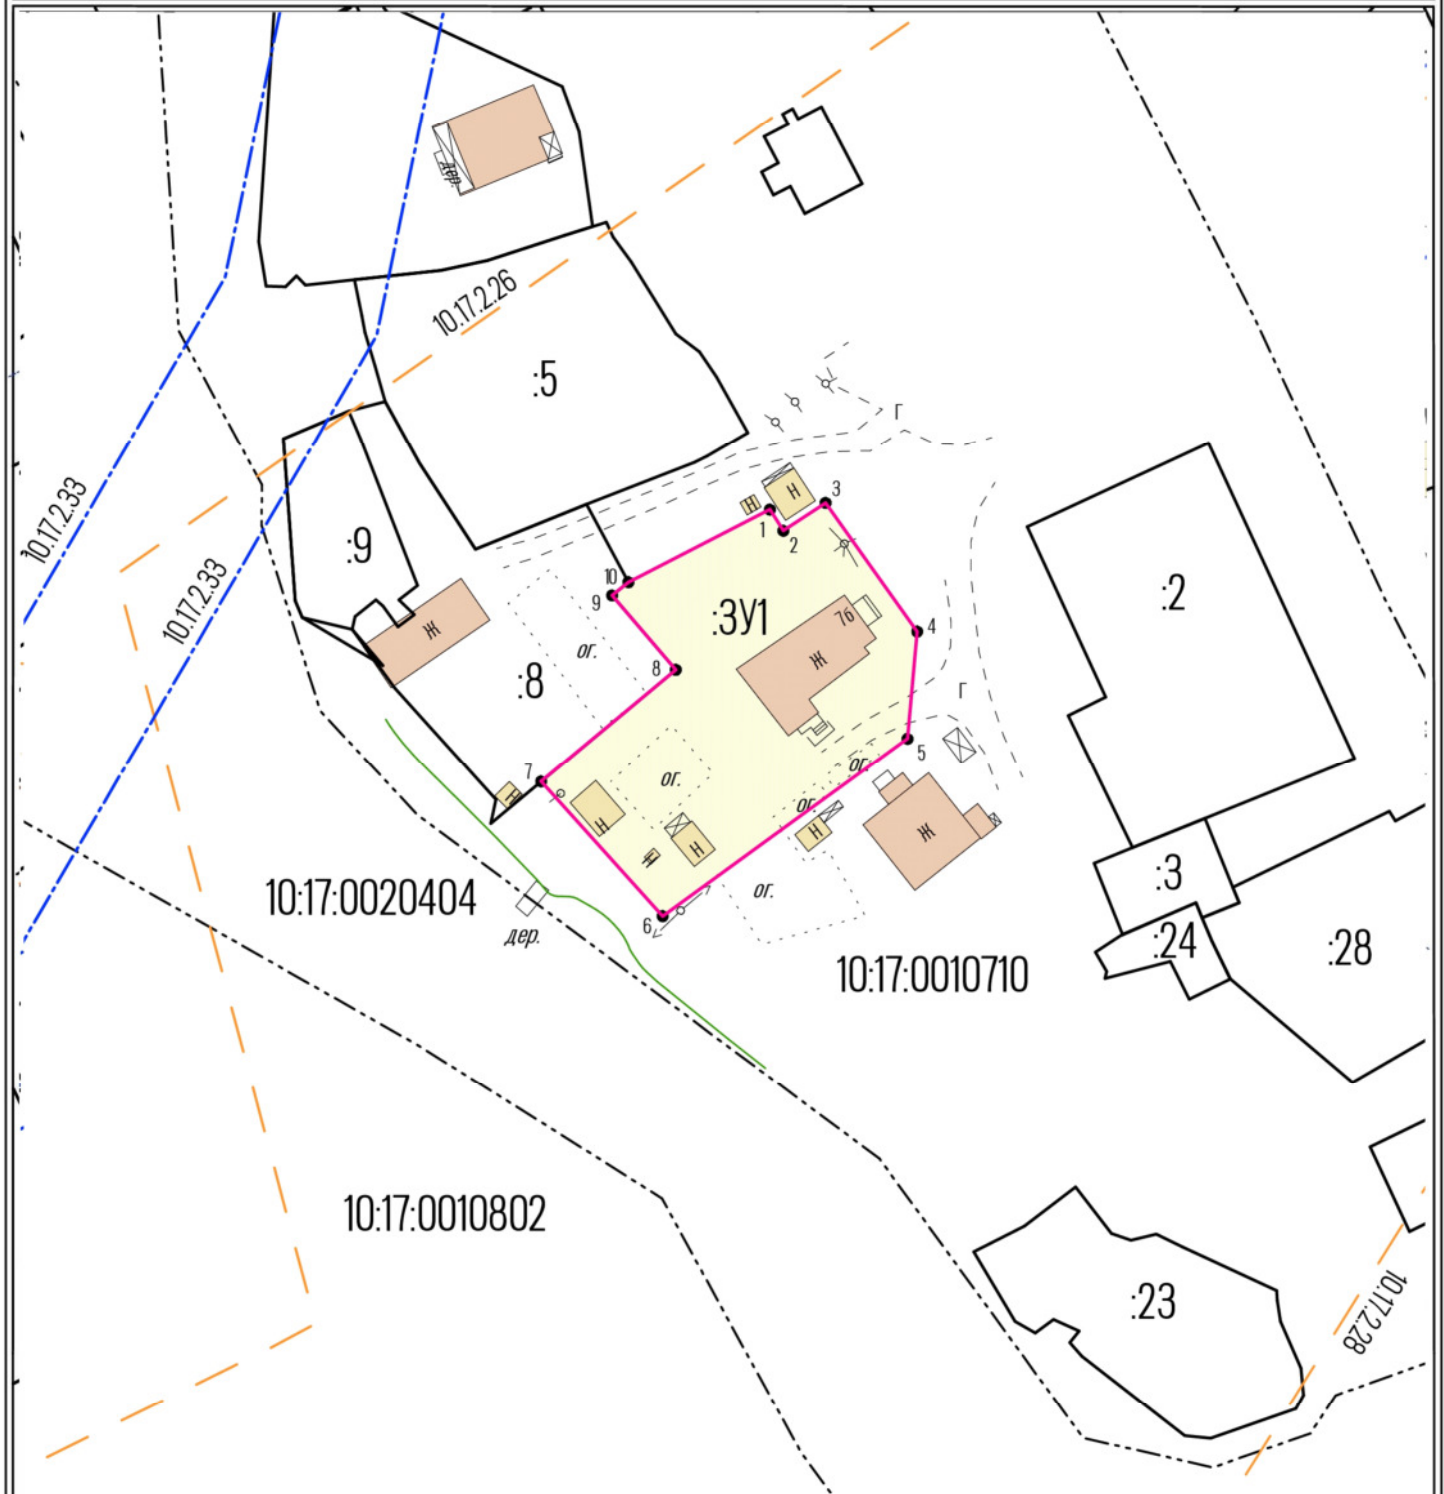 дер.
10.17.2.26
:5
Г
10.17.2.33
Н
Н
3
1
2
:9
10
9
:2
10.17.2.33
:ЗУ1
7б
4
Ж
ог.
Ж
8
:8
Г
5
7
ог.
ог.
ог.
Н
Н
Н
Ж
Н
Н
:3
ог.
10:17:0020404
6
дер.
:24
:28
10:17:0010710
10:17:0010802
:23
10.17.2.28